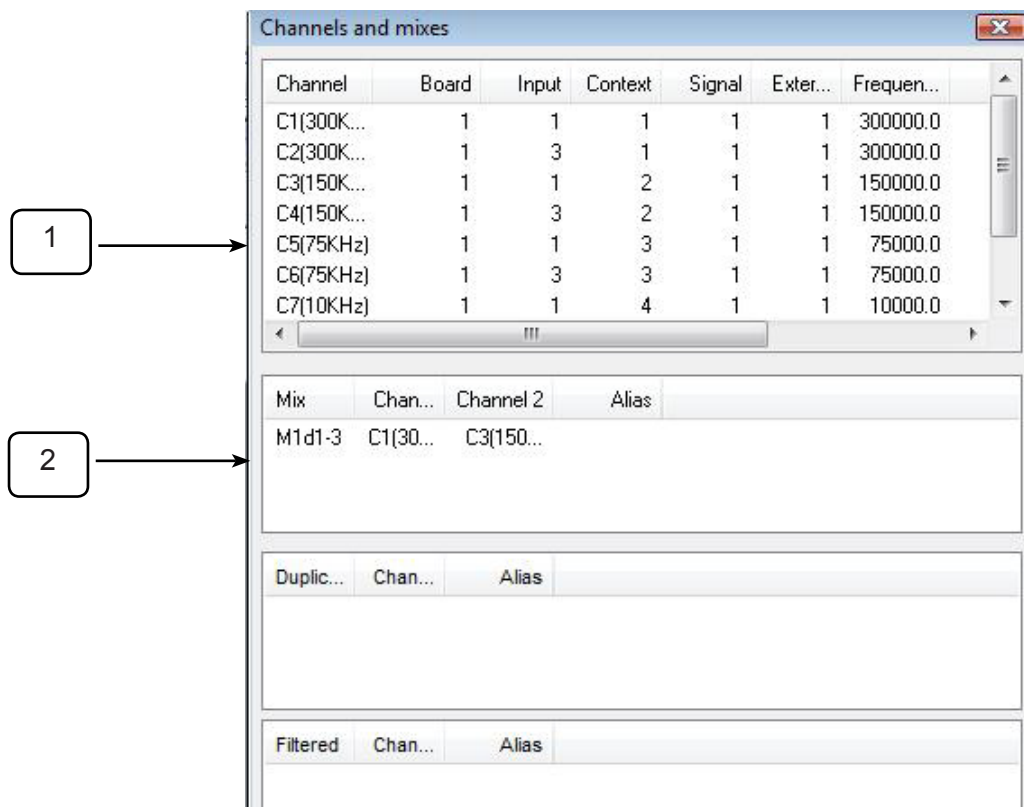 Channels and mixes
Channel Board Input Context Signal Exter... Frequen...
C1(300K... 1 1 1 1 1 300000.0
C2(300K... 1 3 1 1 1 300000.0
C3(150K... 1 1 2 1 1 150000.0
C4(150K... 1 3 2 1 1 150000.0
1
C5(75KHz) 1 1 3 1 1 75000.0
C6(75KHz) 1 3 3 1 1 75000.0
C7(10KHz) 1 1 4 1 1 10000.0
Mix Chan... Channel 2 Alias
M1d1-3 C1(30... C3(150...
2
Duplic... Chan... Alias
Filtered Chan... Alias